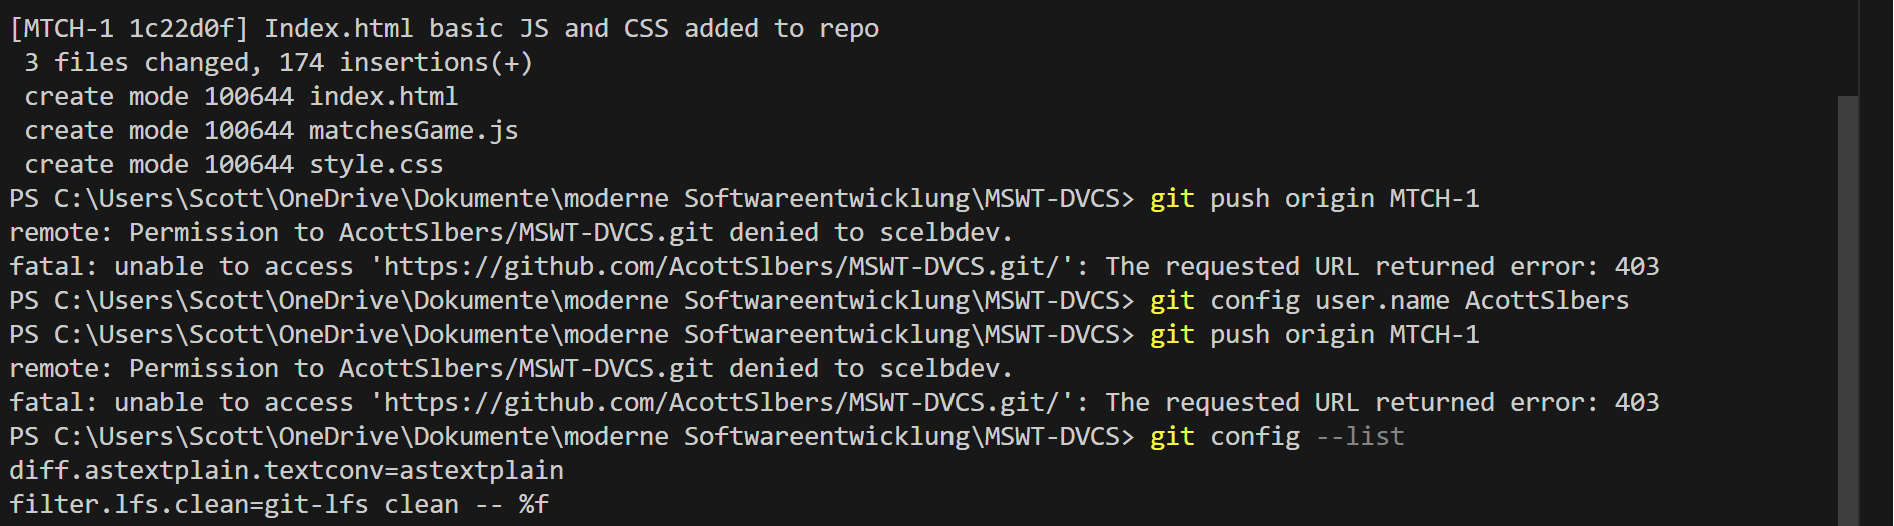 [MTCH-1 1c22d0f] Index.html basic JS and CSS added to repo
 3 files changed, 174 insertions(+)
 create mode 100644 index.html
 create mode 100644 matchesGame.js
 create mode 100644 style.css
PS C:\Users\Scott\OneDrive\Dokumente\moderne Softwareentwicklung\MSWT-DVCS> git push origin MTCH-1
remote: Permission to AcottSlbers/MSWT-DVCS.git denied to scelbdev.
fatal: unable to access 'https://github.com/AcottSlbers/MSWT-DVCS.git/': The requested URL returned error: 403
PS C:\Users\Scott\OneDrive\Dokumente\moderne Softwareentwicklung\MSWT-DVCS> git config user.name AcottSlbers
PS C:\Users\Scott\OneDrive\Dokumente\moderne Softwareentwicklung\MSWT-DVCS> git push origin MTCH-1
remote: Permission to AcottSlbers/MSWT-DVCS.git denied to scelbdev.
fatal: unable to access 'https://github.com/AcottSlbers/MSWT-DVCS.git/': The requested URL returned error: 403
PS C:\Users\Scott\OneDrive\Dokumente\moderne Softwareentwicklung\MSWT-DVCS> git config --list
diff.astextplain.textconv=astextplain
filter.lfs.clean=git-lfs clean -- %f